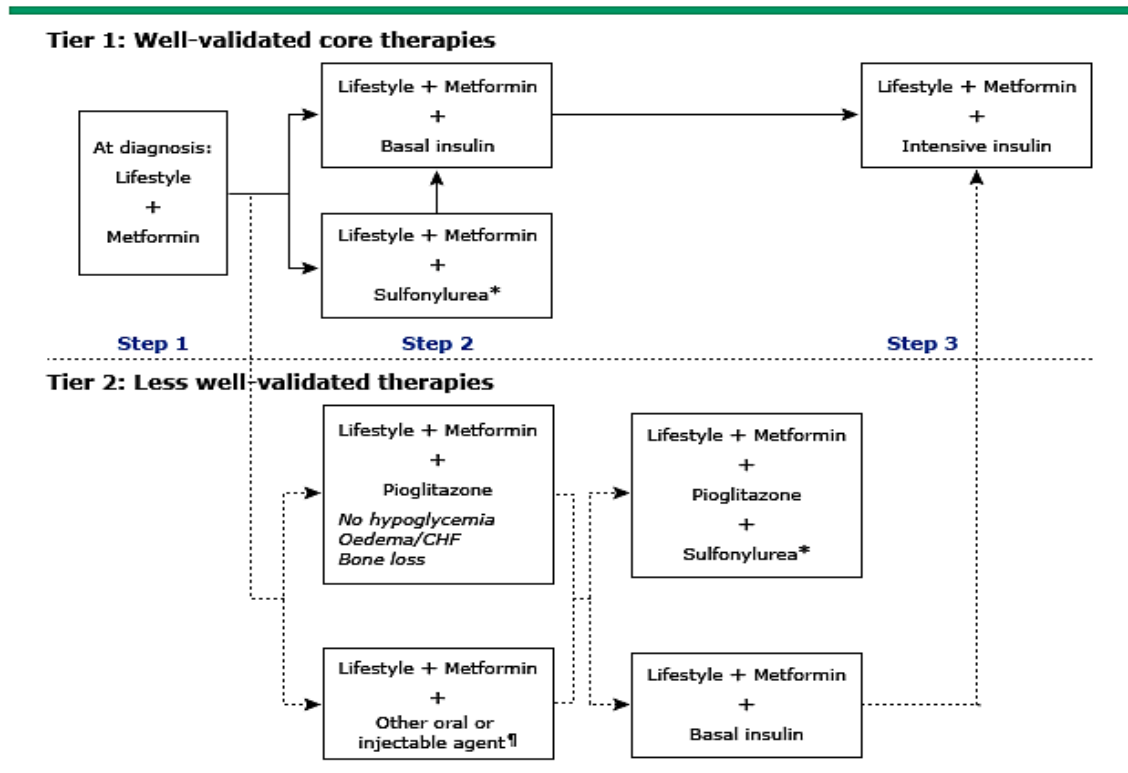 Tier 1: Well-validated core therapies
At diagnosis:
Lifestyle
+
Metformin
Lifestyle + Metformin
+
Basal insulin
Lifestyle + Metformin
+
Sulfonylurea*
Lifestyle + Metformin
+
Intensive insulin
Step 1
Step 2
Step 3
Tier 2: Less well-validated therapies
Lifestyle + Metformin
+
Pioglitazone
No hypoglycemia
Oedema/CHF
Bone loss
Lifestyle + Metformin
+
Other oral or
injectable agent¶
Lifestyle + Metformin
+
Pioglitazone
+
Sulfonylurea*
Lifestyle + Metformin
+
Basal insulin